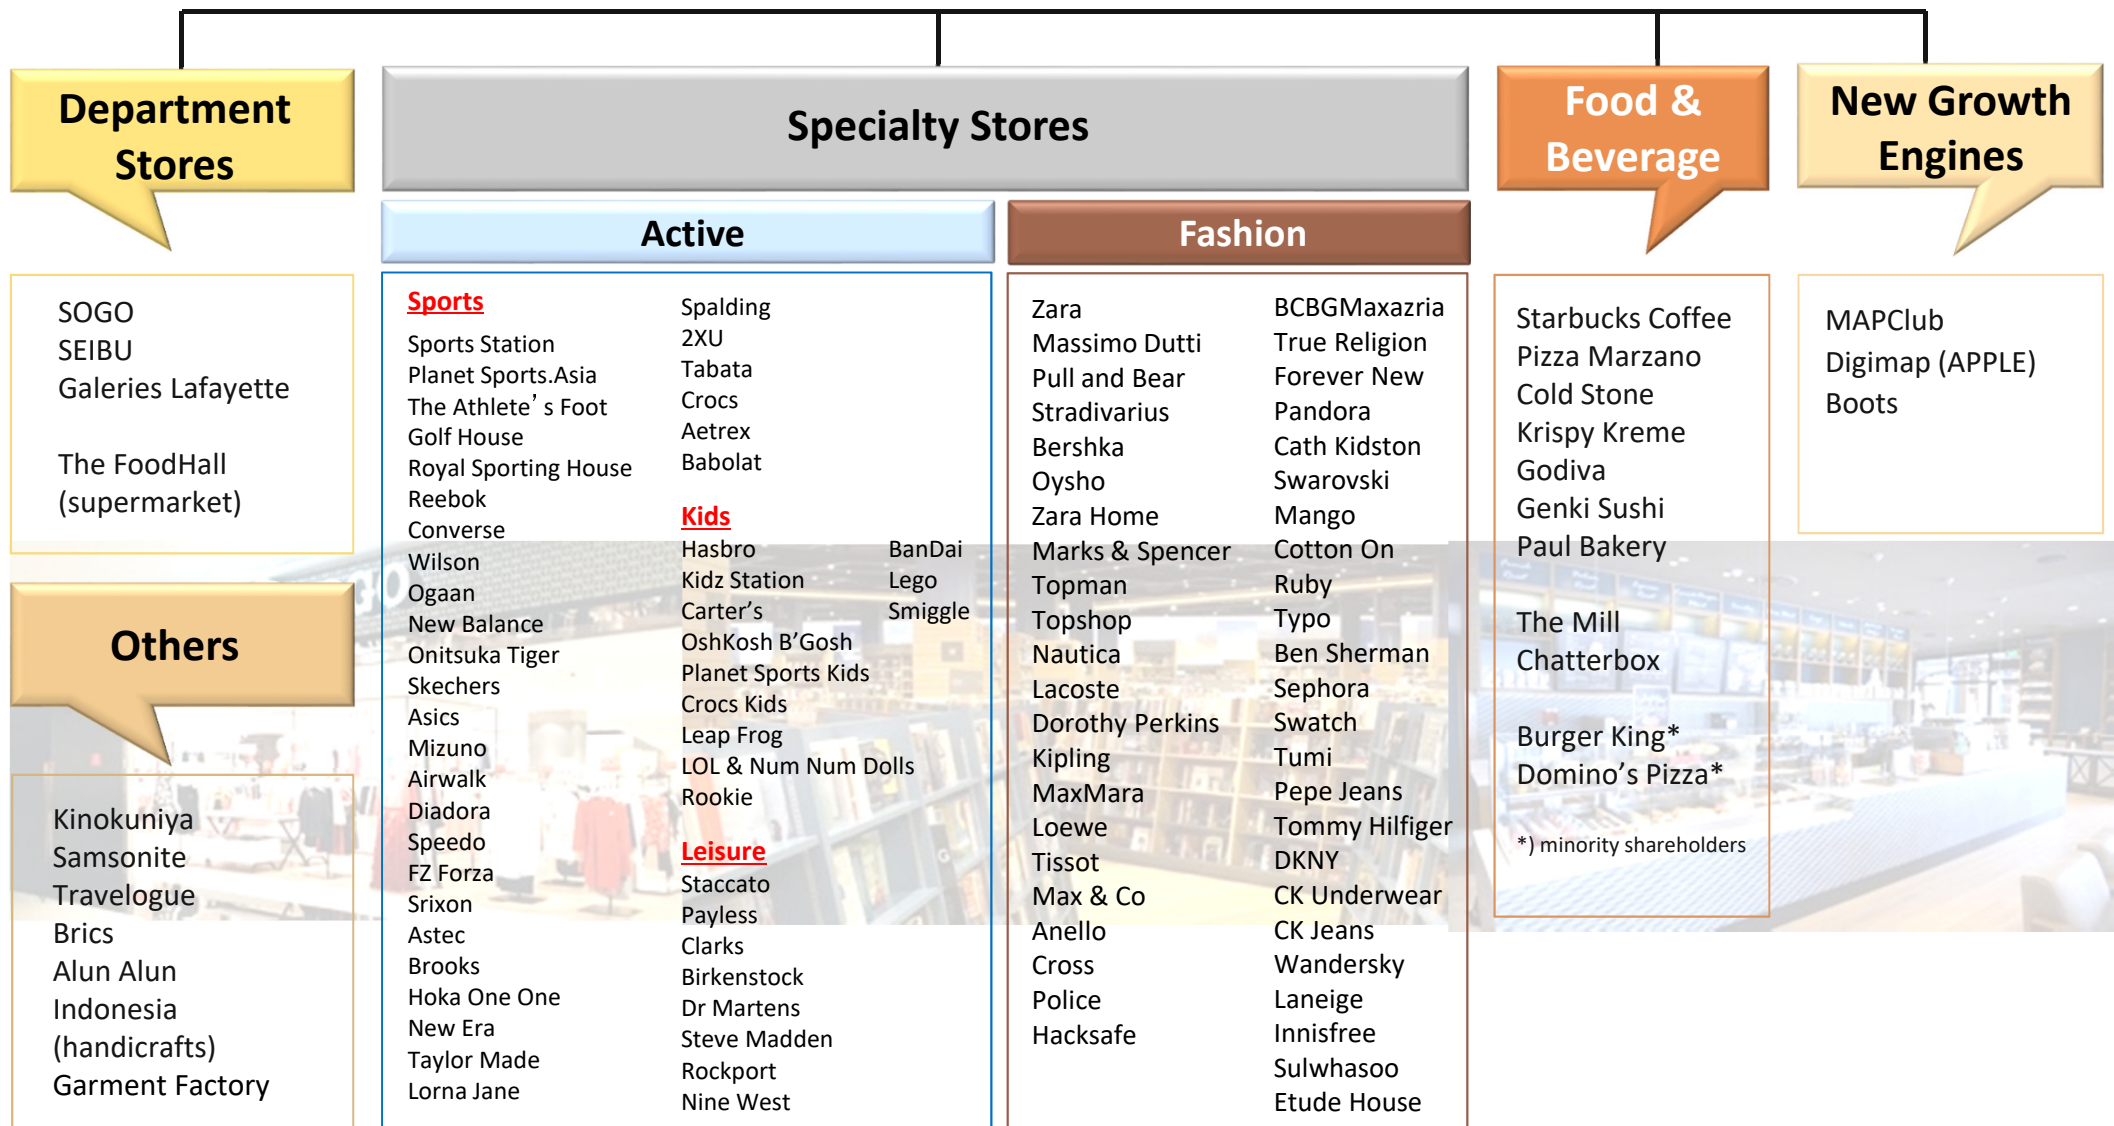 Department
Stores
SOGO
SEIBU
Galeries Lafayette
The FoodHall
(supermarket)
Others
Kinokuniya
Samsonite
Travelogue
Brics
Alun Alun
Indonesia
(handicrafts)
Garment Factory
Specialty Stores
Active
Sports
Sports Station
Planet Sports.Asia
The Athlete’s Foot
Golf House
Royal Sporting House
Reebok
Converse
Wilson
Ogaan
New Balance
Onitsuka Tiger
Skechers
Asics
Mizuno
Airwalk
Diadora
Speedo
FZ Forza
Srixon
Astec
Brooks
Hoka One One
New Era
Taylor Made
Lorna Jane
Spalding
2XU
Tabata
Crocs
Aetrex
Babolat
Kids
Hasbro
Kidz Station
Carter’s
OshKosh B’Gosh
Planet Sports Kids
Crocs Kids
Leap Frog
LOL & Num Num Dolls
Rookie
BanDai
Lego
Smiggle
Leisure
Staccato
Payless
Clarks
Birkenstock
Dr Martens
Steve Madden
Rockport
Nine West
Fashion
Zara
Massimo Dutti
Pull and Bear
Stradivarius
Bershka
Oysho
Zara Home
Marks & Spencer
Topman
Topshop
Nautica
Lacoste
Dorothy Perkins
Kipling
MaxMara
Loewe
Tissot
Max & Co
Anello
Cross
Police
Hacksafe
BCBGMaxazria
True Religion
Forever New
Pandora
Cath Kidston
Swarovski
Mango
Cotton On
Ruby
Typo
Ben Sherman
Sephora
Swatch
Tumi
Pepe Jeans
Tommy Hilfiger
DKNY
CK Underwear
CK Jeans
Wandersky
Laneige
Innisfree
Sulwhasoo
Etude House
Food &
Beverage
Starbucks Coffee
Pizza Marzano
Cold Stone
Krispy Kreme
Godiva
Genki Sushi
Paul Bakery
The Mill
Chatterbox
Burger King*
Domino’s Pizza*
*) minority shareholders
New Growth
Engines
MAPClub
Digimap (APPLE)
Boots